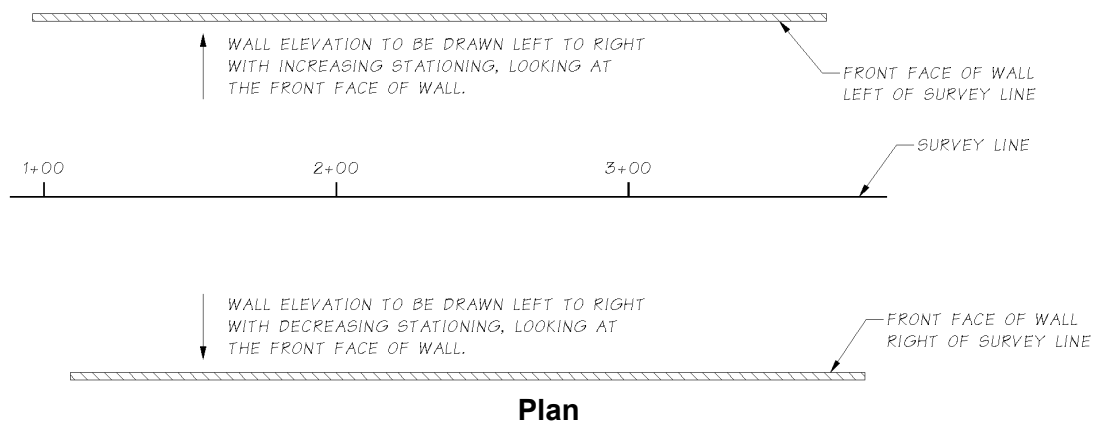 WALL ELEVATION TO BE DRAWN LEFT TO RIGHT
WITH INCREASING STATIONING, LOOKING AT
THE FRONT FACE OF WALL.
FRONT FACE OF WALL
LEFT OF SURVEY LINE
SURVEY LINE
1+00
2+00
3+00
WALL ELEVATION TO BE DRAWN LEFT TO RIGHT
WITH DECREASING STATIONING, LOOKING AT
THE FRONT FACE OF WALL.
FRONT FACE OF WALL
RIGHT OF SURVEY LINE
Plan